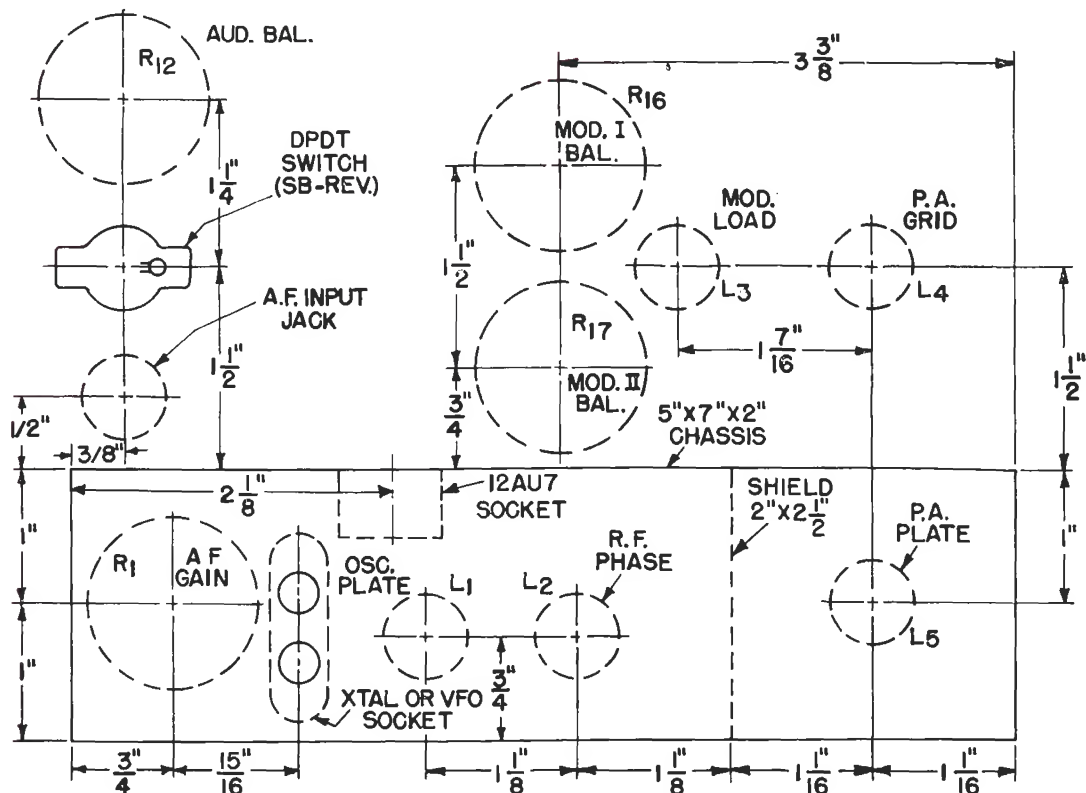 AUD. BAL.
R12
3 3/8"
R16
MOD. I
BAL.
DPDT
SWITCH
(SB-REV.)
1 1/4"
MOD.
LOAD
P.A.
GRID
1 1/2"
L3
L4
A.F. INPUT
JACK
R17
1 7/16"
1 1/2"
1 1/2"
MOD. II
BAL.
3/4"
1/2"
5"X7"X2"
CHASSIS
3/8"
2 1/8"
12AU7
SOCKET
SHIELD
2"X2 1/2"
1"
1"
P.A.
PLATE
R1
A F
GAIN
OSC.
PLATE
R.F.
PHASE
L1
L2
L5
1"
3/4"
XTAL OR VFO
SOCKET
3/4"
15/16"
1 1/8"
1 1/8"
1 1/16"
1 1/16"